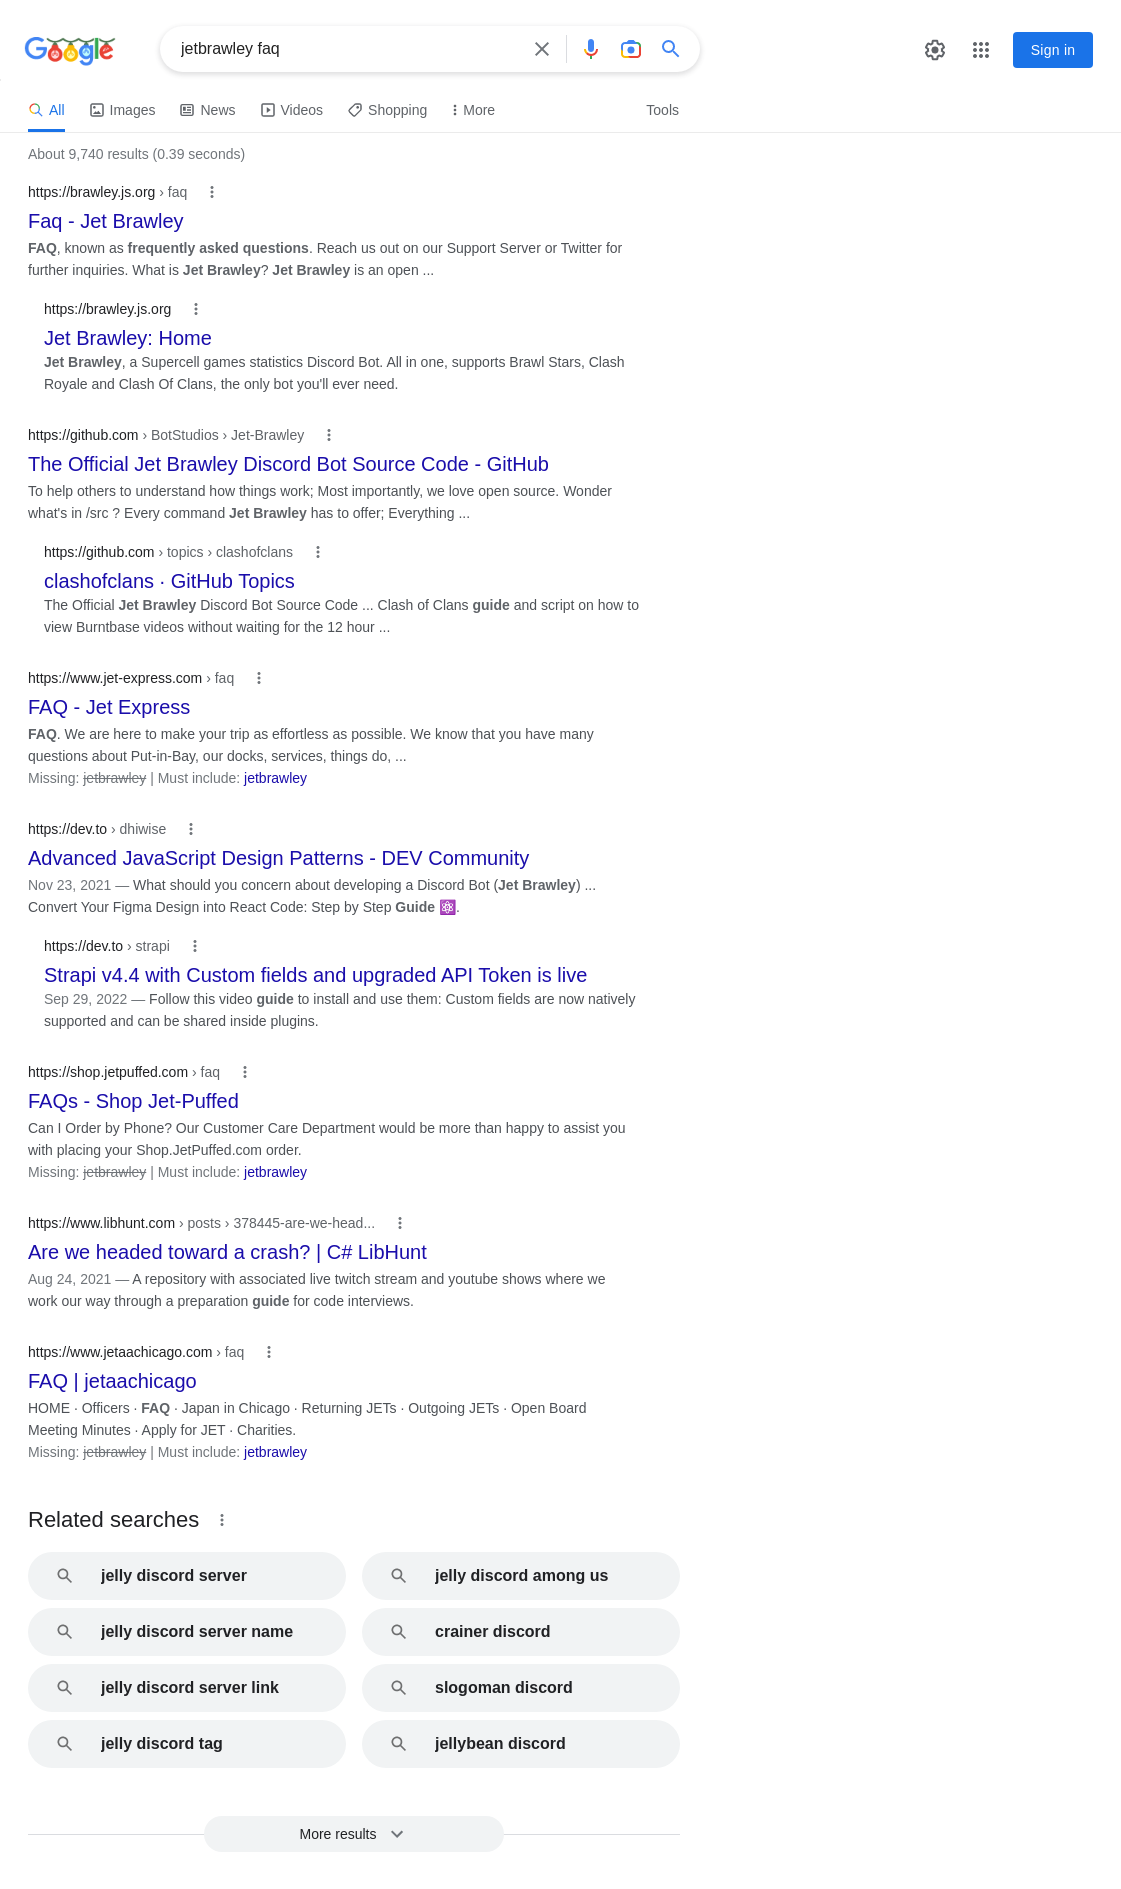 Google
jetbrawley faq
Sign in
All
Images
News
Videos
Shopping
More
Tools
About 9,740 results (0.39 seconds)
https://brawley.js.org › faq
Faq - Jet Brawley
FAQ, known as frequently asked questions. Reach us out on our Support Server or Twitter for
further inquiries. What is Jet Brawley? Jet Brawley is an open ...
https://brawley.js.org
Jet Brawley: Home
Jet Brawley, a Supercell games statistics Discord Bot. All in one, supports Brawl Stars, Clash
Royale and Clash Of Clans, the only bot you'll ever need.
https://github.com › BotStudios › Jet-Brawley
The Official Jet Brawley Discord Bot Source Code - GitHub
To help others to understand how things work; Most importantly, we love open source. Wonder
what's in /src ? Every command Jet Brawley has to offer; Everything ...
https://github.com › topics › clashofclans
clashofclans · GitHub Topics
The Official Jet Brawley Discord Bot Source Code ... Clash of Clans guide and script on how to
view Burntbase videos without waiting for the 12 hour ...
https://www.jet-express.com › faq
FAQ - Jet Express
FAQ. We are here to make your trip as effortless as possible. We know that you have many
questions about Put-in-Bay, our docks, services, things do, ...
Missing: jetbrawley | Must include: jetbrawley
https://dev.to › dhiwise
Advanced JavaScript Design Patterns - DEV Community
Nov 23, 2021 — What should you concern about developing a Discord Bot (Jet Brawley) ...
Convert Your Figma Design into React Code: Step by Step Guide ⚛️.
https://dev.to › strapi
Strapi v4.4 with Custom fields and upgraded API Token is live
Sep 29, 2022 — Follow this video guide to install and use them: Custom fields are now natively
supported and can be shared inside plugins.
https://shop.jetpuffed.com › faq
FAQs - Shop Jet-Puffed
Can I Order by Phone? Our Customer Care Department would be more than happy to assist you
with placing your Shop.JetPuffed.com order.
Missing: jetbrawley | Must include: jetbrawley
https://www.libhunt.com › posts › 378445-are-we-head...
Are we headed toward a crash? | C# LibHunt
Aug 24, 2021 — A repository with associated live twitch stream and youtube shows where we
work our way through a preparation guide for code interviews.
https://www.jetaachicago.com › faq
FAQ | jetaachicago
HOME · Officers · FAQ · Japan in Chicago · Returning JETs · Outgoing JETs · Open Board
Meeting Minutes · Apply for JET · Charities.
Missing: jetbrawley | Must include: jetbrawley
Related searches
jelly discord server
jelly discord among us
jelly discord server name
crainer discord
jelly discord server link
slogoman discord
jelly discord tag
jellybean discord
More results